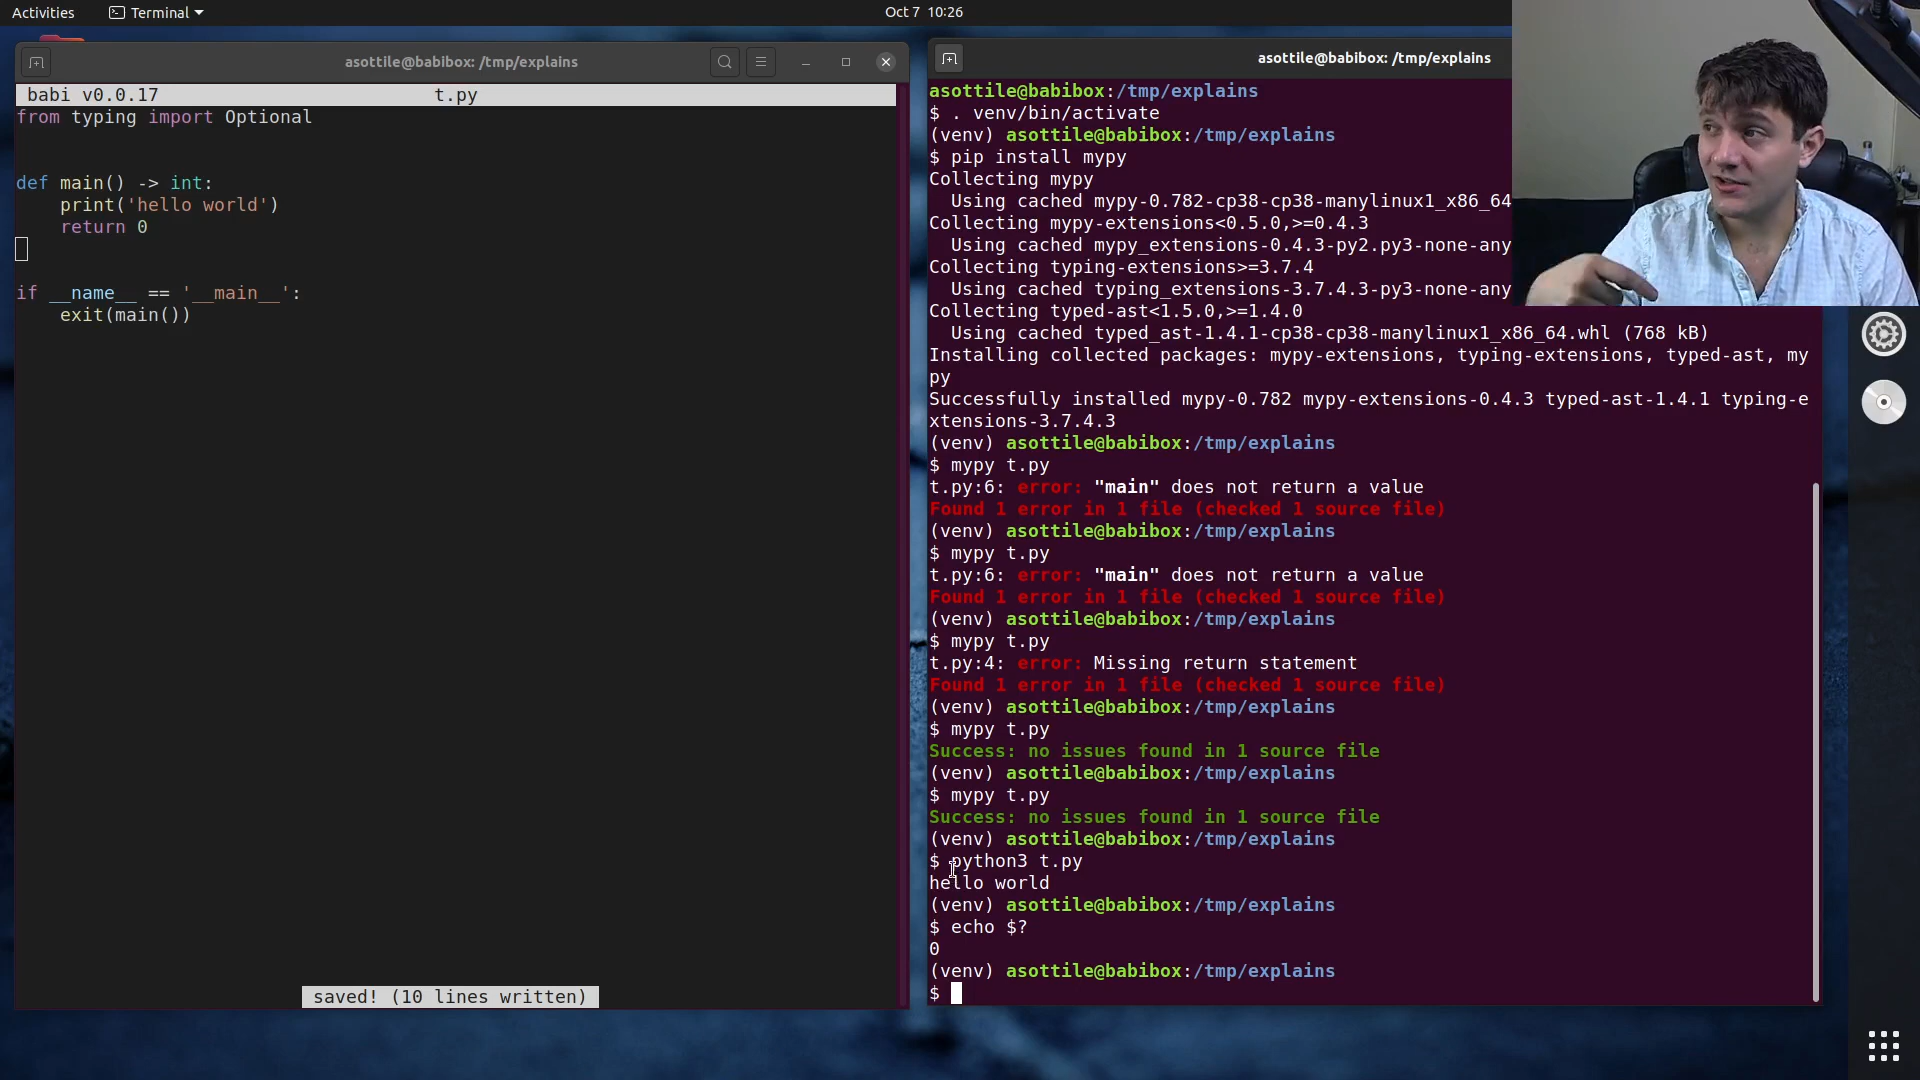 Activities
Terminal
Oct 7 10:26
asottile@babibox: /tmp/explains
babi v0.0.17 t.py
from typing import Optional
def main() -> int:
print('hello world')
return 0
if __name__ == '__main__':
exit(main())
saved! (10 lines written)
asottile@babibox: /tmp/explains
asottile@babibox:/tmp/explains
$ . venv/bin/activate
(venv) asottile@babibox:/tmp/explains
$ pip install mypy
Collecting mypy
Using cached mypy-0.782-cp38-cp38-manylinux1_x86_64
Collecting mypy-extensions<0.5.0,>=0.4.3
Using cached mypy_extensions-0.4.3-py2.py3-none-any
Collecting typing-extensions>=3.7.4
Using cached typing_extensions-3.7.4.3-py3-none-any
Collecting typed-ast<1.5.0,>=1.4.0
Using cached typed_ast-1.4.1-cp38-cp38-manylinux1_x86_64.whl (768 kB)
Installing collected packages: mypy-extensions, typing-extensions, typed-ast, my
py
Successfully installed mypy-0.782 mypy-extensions-0.4.3 typed-ast-1.4.1 typing-e
xtensions-3.7.4.3
(venv) asottile@babibox:/tmp/explains
$ mypy t.py
t.py:6: error: "main" does not return a value
Found 1 error in 1 file (checked 1 source file)
(venv) asottile@babibox:/tmp/explains
$ mypy t.py
t.py:6: error: "main" does not return a value
Found 1 error in 1 file (checked 1 source file)
(venv) asottile@babibox:/tmp/explains
$ mypy t.py
t.py:4: error: Missing return statement
Found 1 error in 1 file (checked 1 source file)
(venv) asottile@babibox:/tmp/explains
$ mypy t.py
Success: no issues found in 1 source file
(venv) asottile@babibox:/tmp/explains
$ mypy t.py
Success: no issues found in 1 source file
(venv) asottile@babibox:/tmp/explains
$ python3 t.py
hello world
(venv) asottile@babibox:/tmp/explains
$ echo $?
0
(venv) asottile@babibox:/tmp/explains
$